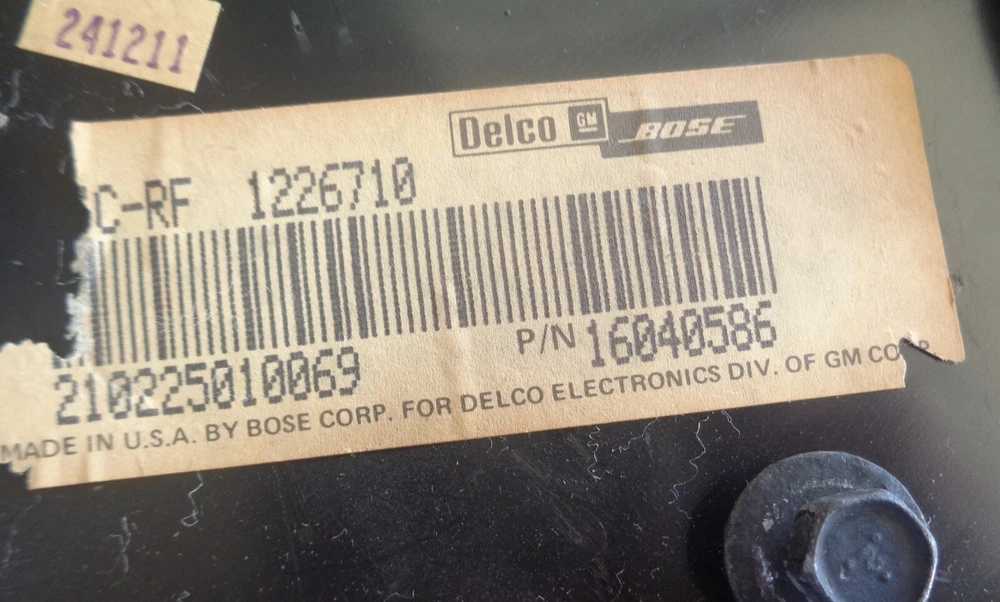 241211
Delco GM BOSE
C-RF 1226710
P/N 16040586
210225010069
MADE IN U.S.A. BY BOSE CORP. FOR DELCO ELECTRONICS DIV. OF GM CORP